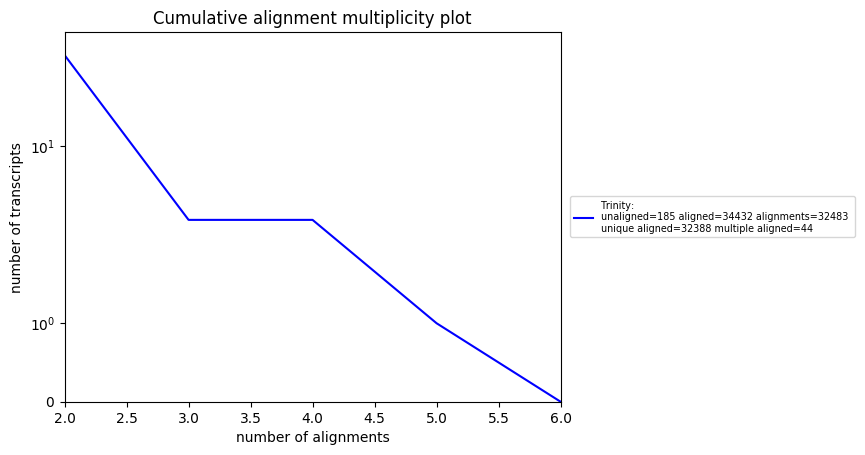 Cumulative alignment multiplicity plot
number of transcripts
10¹
10⁰
0
2.0 2.5 3.0 3.5 4.0 4.5 5.0 5.5 6.0
number of alignments
Trinity:
unaligned=185 aligned=34432 alignments=32483
unique aligned=32388 multiple aligned=44